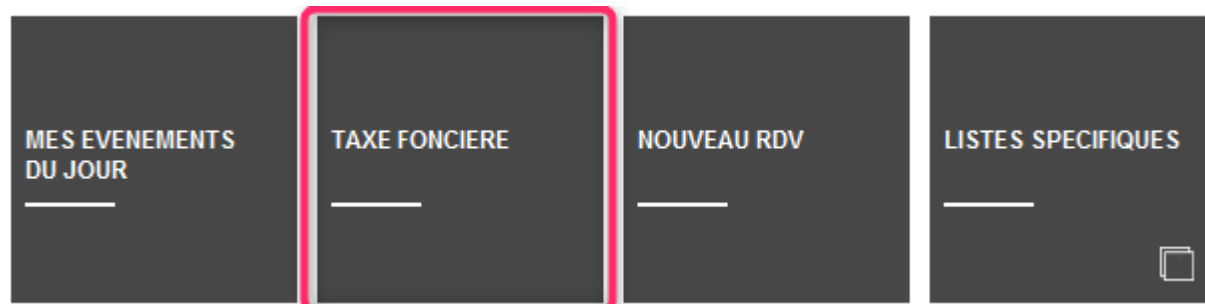 MES EVENEMENTS
DU JOUR
TAXE FONCIERE
NOUVEAU RDV
LISTES SPECIFIQUES